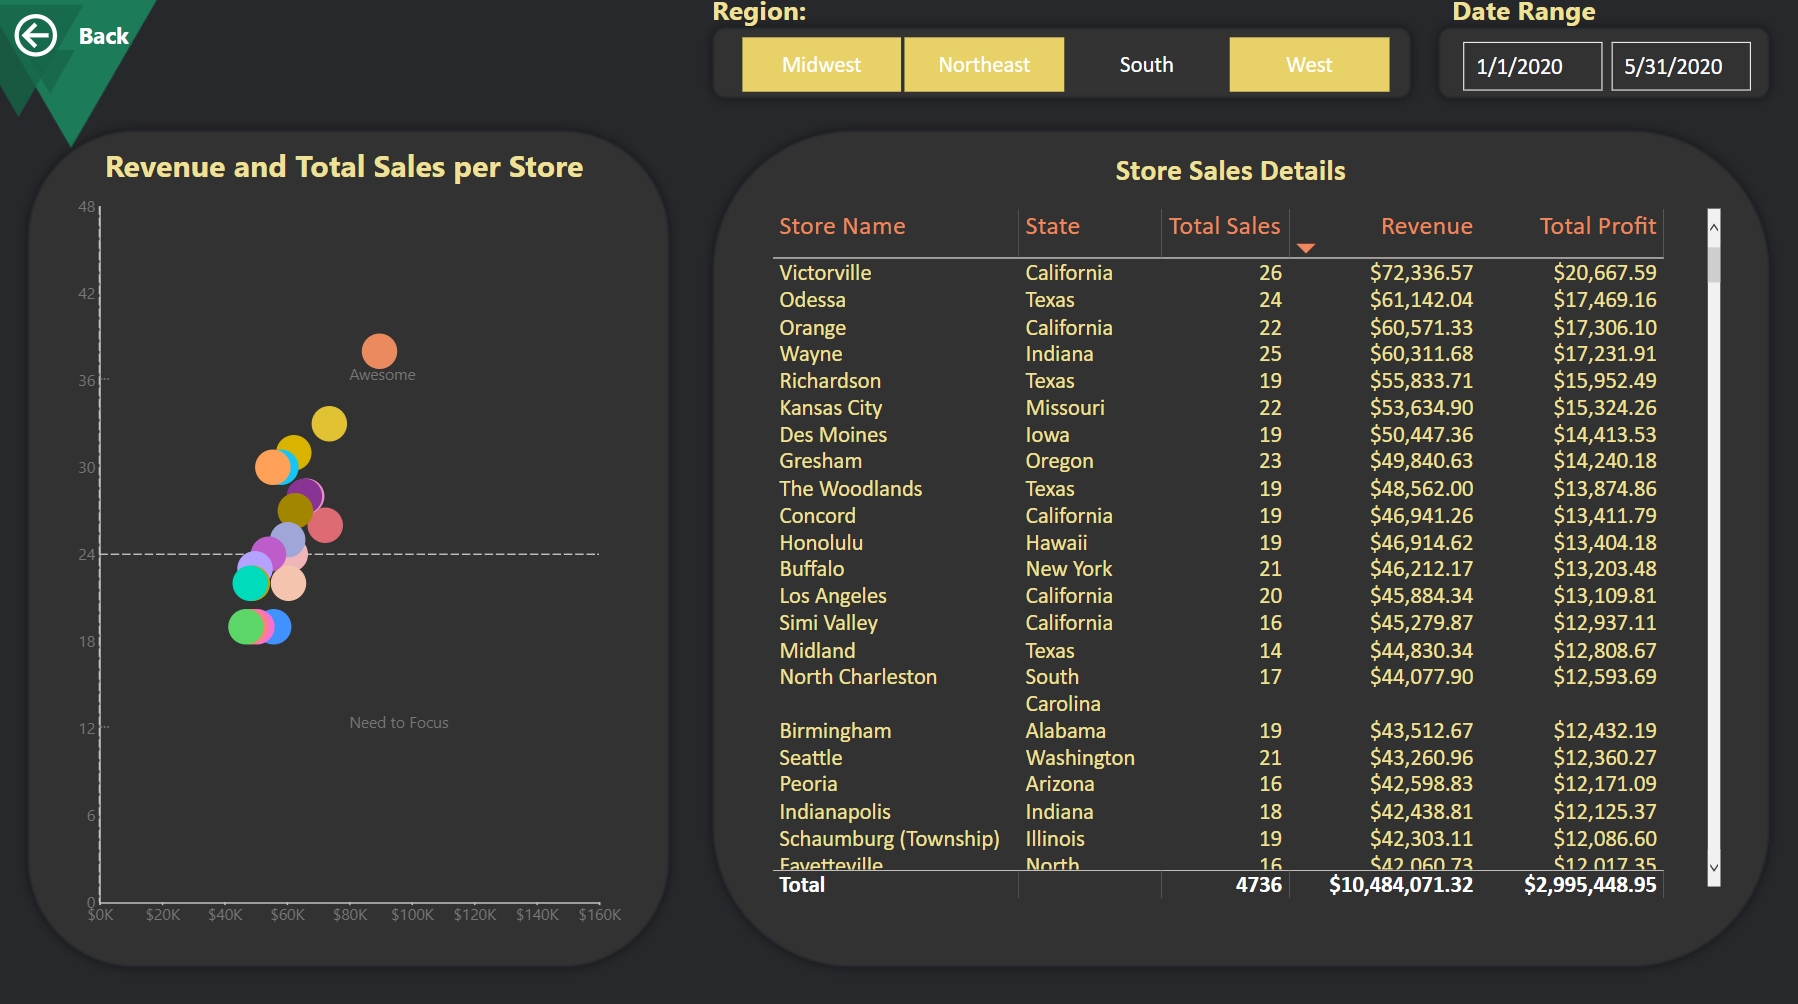 Back
Region:
Midwest Northeast South West
Date Range
1/1/2020 5/31/2020
Revenue and Total Sales per Store
48
42
36
30
24
18
12
6
0
Awesome
Need to Focus
$0K $20K $40K $60K $80K $100K $120K $140K $160K
Store Sales Details
Store Name State Total Sales Revenue Total Profit
Victorville California 26 $72,336.57 $20,667.59
Odessa Texas 24 $61,142.04 $17,469.16
Orange California 22 $60,571.33 $17,306.10
Wayne Indiana 25 $60,311.68 $17,231.91
Richardson Texas 19 $55,833.71 $15,952.49
Kansas City Missouri 22 $53,634.90 $15,324.26
Des Moines Iowa 19 $50,447.36 $14,413.53
Gresham Oregon 23 $49,840.63 $14,240.18
The Woodlands Texas 19 $48,562.00 $13,874.86
Concord California 19 $46,941.26 $13,411.79
Honolulu Hawaii 19 $46,914.62 $13,404.18
Buffalo New York 21 $46,212.17 $13,203.48
Los Angeles California 20 $45,884.34 $13,109.81
Simi Valley California 16 $45,279.87 $12,937.11
Midland Texas 14 $44,830.34 $12,808.67
North Charleston South 17 $44,077.90 $12,593.69
Carolina
Birmingham Alabama 19 $43,512.67 $12,432.19
Seattle Washington 21 $43,260.96 $12,360.27
Peoria Arizona 16 $42,598.83 $12,171.09
Indianapolis Indiana 18 $42,438.81 $12,125.37
Schaumburg (Township) Illinois 19 $42,303.11 $12,086.60
Fayetteville North 16 $42,060.73 $12,017.35
Total 4736 $10,484,071.32 $2,995,448.95